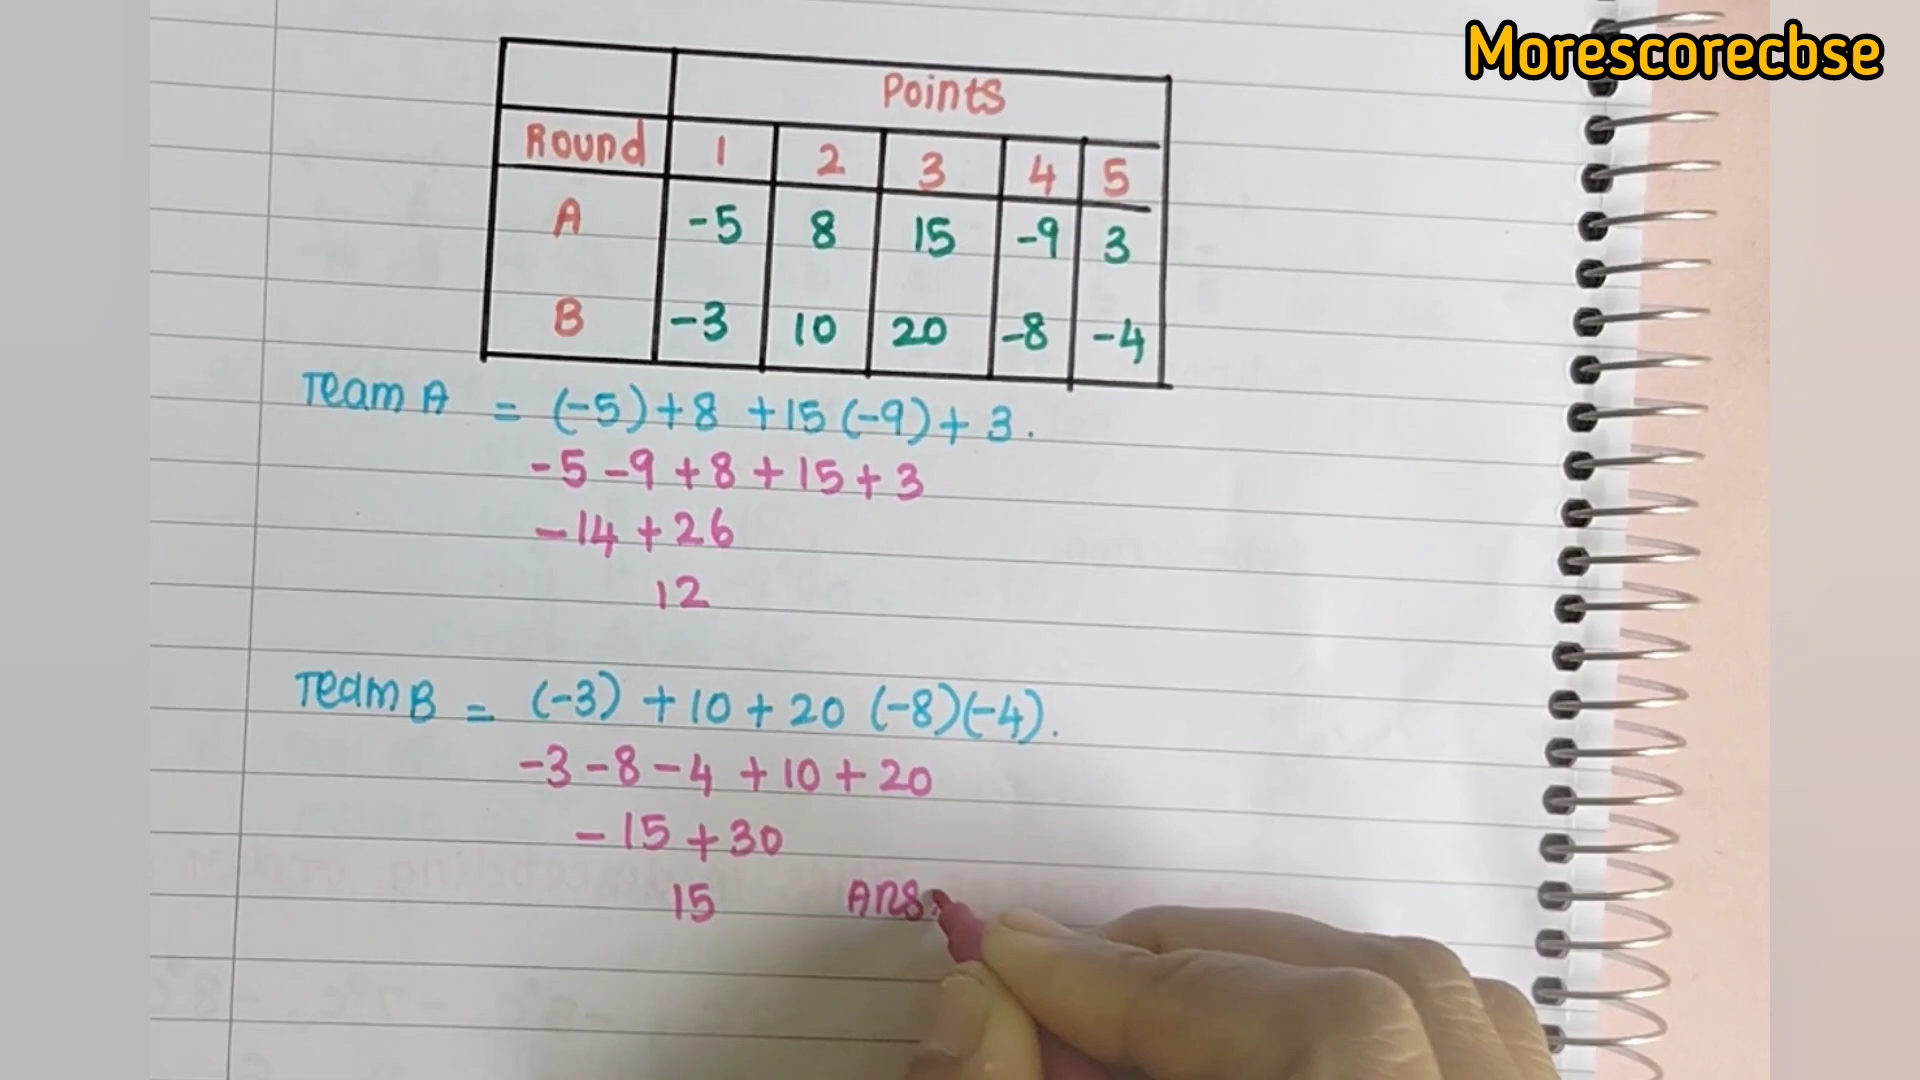 Morescorecbse
Points
Round 1 2 3 4 5
A -5 8 15 -9 3
B -3 10 20 -8 -4
Team A = (-5)+8 +15 (-9)+ 3.
-5 -9 +8 +15 + 3
-14 +26
12
Team B = (-3) +10 + 20 (-8)(-4).
-3 -8 -4 +10 + 20
-15 +30
15 Ans.